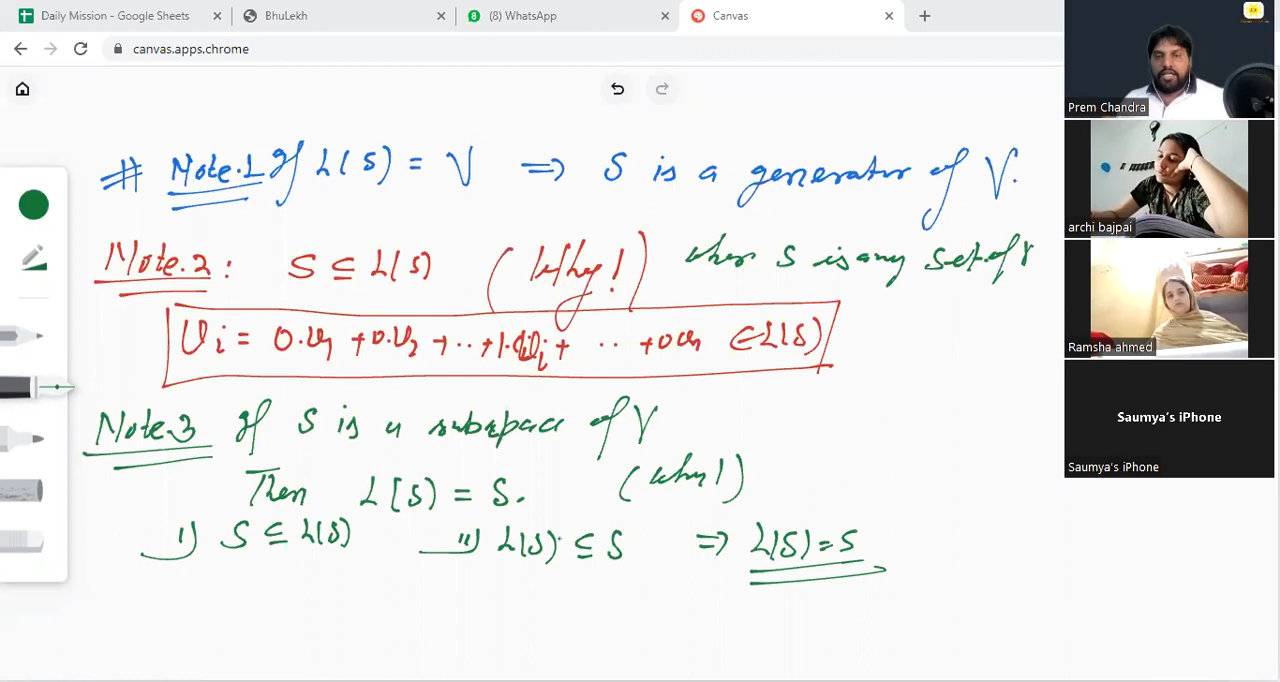 Daily Mission - Google Sheets
BhuLekh
(8) WhatsApp
Canvas
canvas.apps.chrome
# Note.1 If L(S) = V ⇒ S is a generator of V.
Note.2 : S ⊆ L(S) (Why!) when S is any set of V
Vi = 0.v1 + 0.v2 + .. + 1.vi + .. + 0vn ∈ L(S)
Note.3 If S is a subspace of V
Then L(S) = S. (why!)
i) S ⊆ L(S) ii) L(S) ⊆ S ⇒ L(S) = S
Prem Chandra
archi bajpai
Ramsha ahmed
Saumya's iPhone
Saumya's iPhone